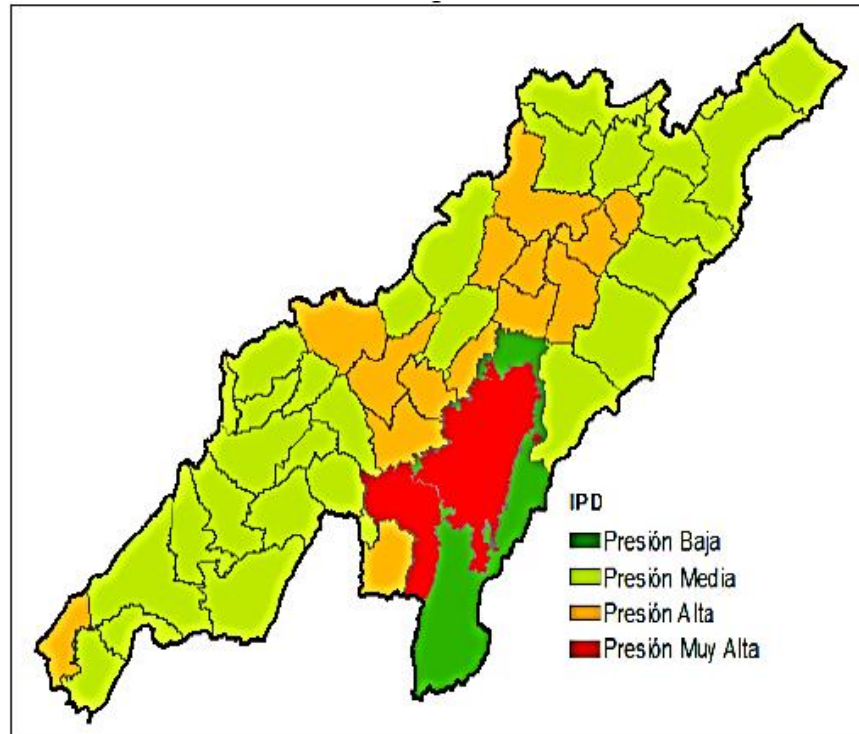 IPD
Presión Baja
Presión Media
Presión Alta
Presión Muy Alta